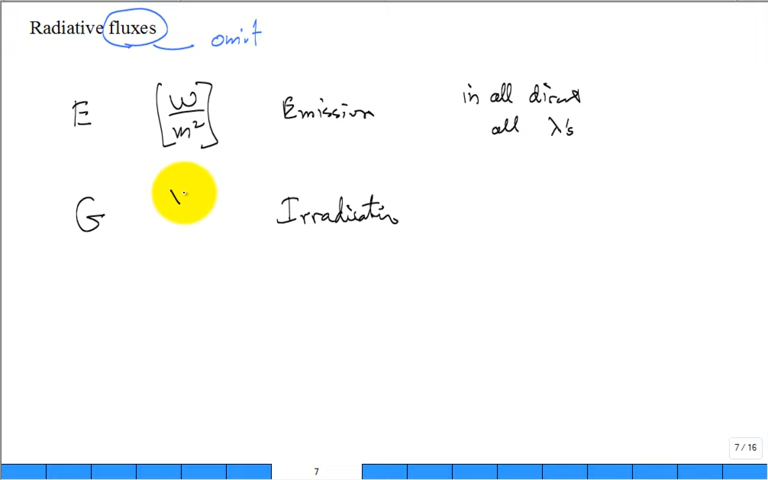 Radiative fluxes
omit
E [W/m²] Emission in all direct
all λ's
G Irradiation
7 / 16
7